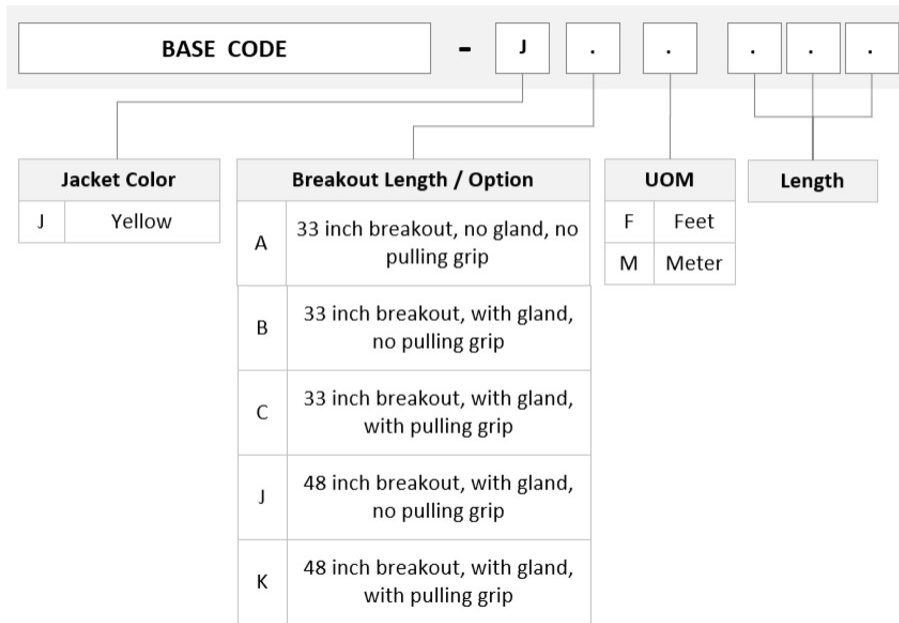 BASE CODE - J . . . . .
Jacket Color
J Yellow
Breakout Length / Option
A 33 inch breakout, no gland, no
pulling grip
B 33 inch breakout, with gland,
no pulling grip
C 33 inch breakout, with gland,
with pulling grip
J 48 inch breakout, with gland,
no pulling grip
K 48 inch breakout, with gland,
with pulling grip
UOM
F Feet
M Meter
Length